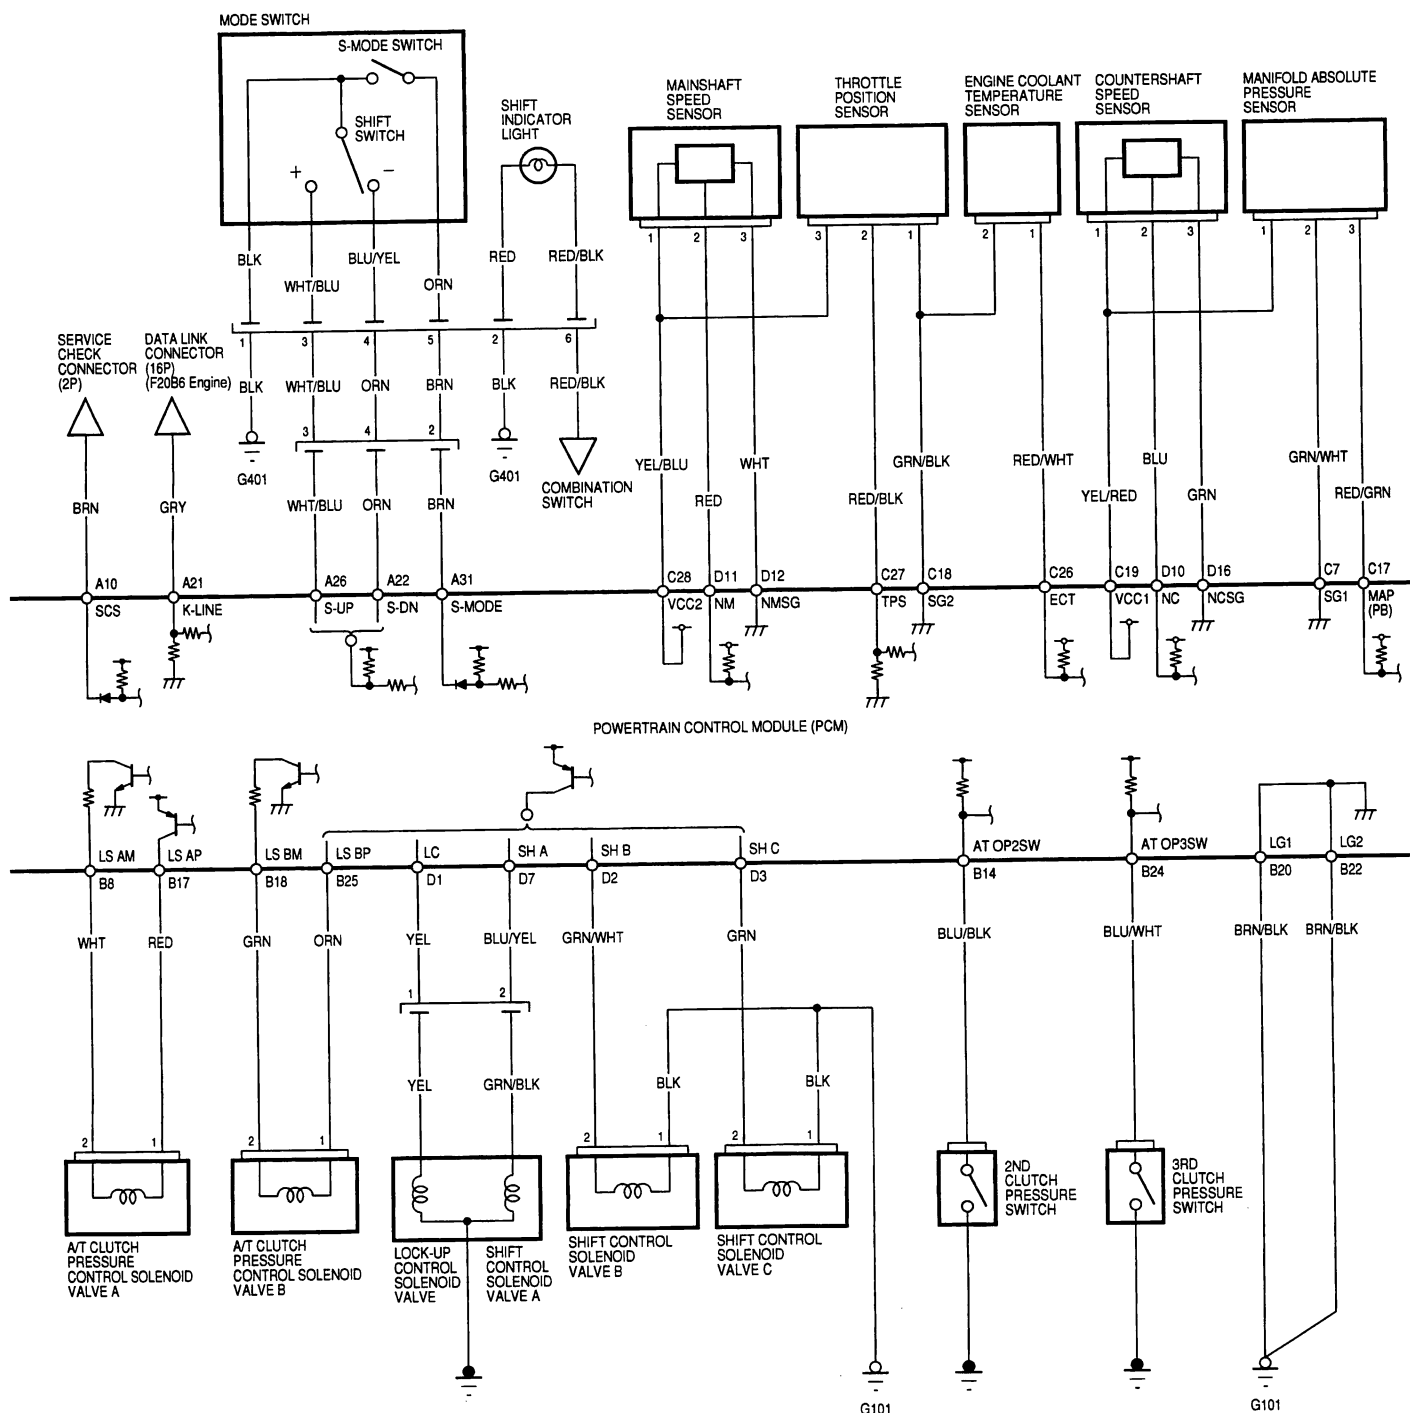 MODE SWITCH
S-MODE SWITCH
SHIFT
SWITCH
+
−
SHIFT
INDICATOR
LIGHT
MAINSHAFT
SPEED
SENSOR
THROTTLE
POSITION
SENSOR
ENGINE COOLANT
TEMPERATURE
SENSOR
COUNTERSHAFT
SPEED
SENSOR
MANIFOLD ABSOLUTE
PRESSURE
SENSOR
1 2 3
3 2 1
2 1
1 2 3
1 2 3
BLK
WHT/BLU
BLU/YEL
ORN
RED
RED/BLK
SERVICE
CHECK
CONNECTOR
(2P)
DATA LINK
CONNECTOR
(16P)
(F20B6 Engine)
1 3 4 5 2 6
BLK WHT/BLU ORN BRN BLK RED/BLK
3 4 2
G401
G401
COMBINATION
SWITCH
BRN GRY WHT/BLU ORN BRN
YEL/BLU RED WHT RED/BLK GRN/BLK RED/WHT YEL/RED BLU GRN GRN/WHT RED/GRN
A10 A21 A26 A22 A31 C28 D11 D12 C27 C18 C26 C19 D10 D16 C7 C17
SCS K-LINE S-UP S-DN S-MODE VCC2 NM NMSG TPS SG2 ECT VCC1 NC NCSG SG1 MAP
(PB)
POWERTRAIN CONTROL MODULE (PCM)
LS AM LS AP LS BM LS BP LC SH A SH B SH C AT OP2SW AT OP3SW LG1 LG2
B8 B17 B18 B25 D1 D7 D2 D3 B14 B24 B20 B22
WHT RED GRN ORN YEL BLU/YEL GRN/WHT GRN BLU/BLK BLU/WHT BRN/BLK BRN/BLK
1 2
YEL GRN/BLK BLK BLK
2 1
2 1
2 1
2 1
A/T CLUTCH
PRESSURE
CONTROL SOLENOID
VALVE A
A/T CLUTCH
PRESSURE
CONTROL SOLENOID
VALVE B
LOCK-UP
CONTROL
SOLENOID
VALVE
SHIFT
CONTROL
SOLENOID
VALVE A
SHIFT CONTROL
SOLENOID
VALVE B
SHIFT CONTROL
SOLENOID
VALVE C
2ND
CLUTCH
PRESSURE
SWITCH
3RD
CLUTCH
PRESSURE
SWITCH
G101
G101